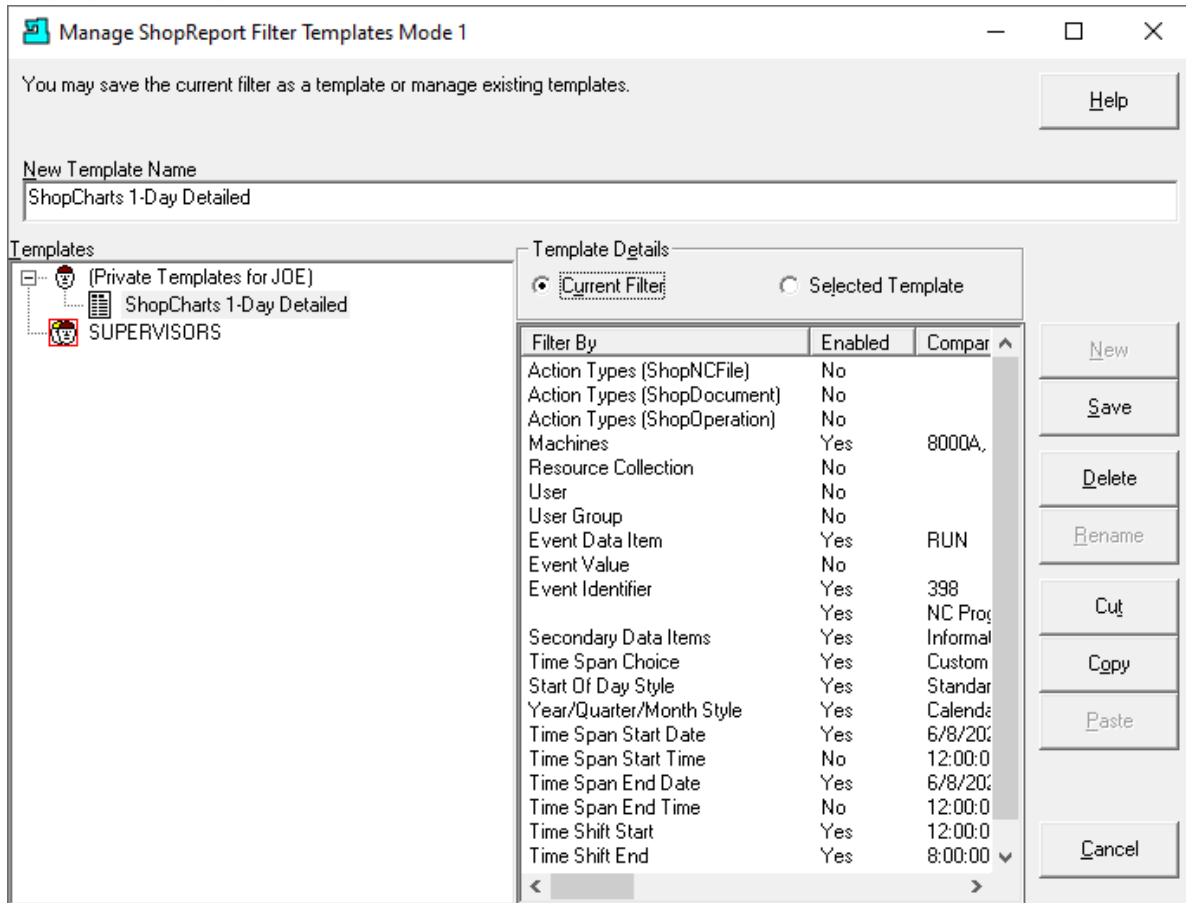 Manage ShopReport Filter Templates Mode 1
You may save the current filter as a template or manage existing templates.
Help
New Template Name
ShopCharts 1-Day Detailed
Templates
(Private Templates for JOE)
ShopCharts 1-Day Detailed
SUPERVISORS
Template Details
Current Filter Selected Template
Filter By Enabled Compar
Action Types (ShopNCFile) No
Action Types (ShopDocument) No
Action Types (ShopOperation) No
Machines Yes 8000A,
Resource Collection No
User No
User Group No
Event Data Item Yes RUN
Event Value No
Event Identifier Yes 398
Yes NC Prog
Secondary Data Items Yes Informat
Time Span Choice Yes Custom
Start Of Day Style Yes Standar
Year/Quarter/Month Style Yes Calenda
Time Span Start Date Yes 6/8/202
Time Span Start Time No 12:00:0
Time Span End Date Yes 6/8/202
Time Span End Time No 12:00:0
Time Shift Start Yes 12:00:0
Time Shift End Yes 8:00:00
New
Save
Delete
Rename
Cut
Copy
Paste
Cancel